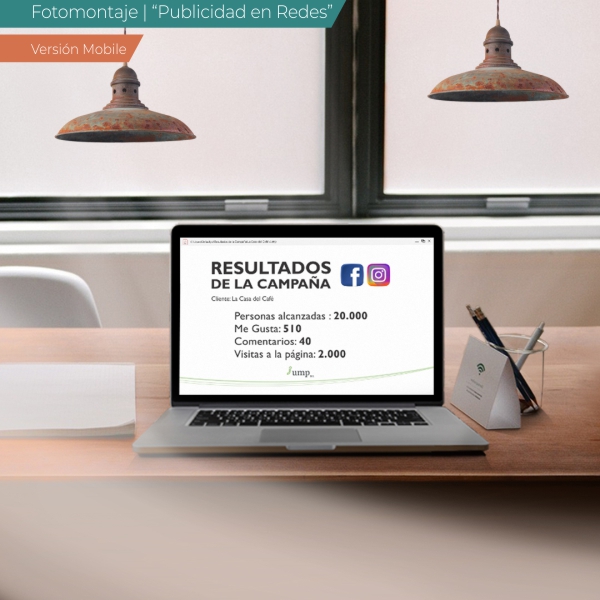 Fotomontaje | “Publicidad en Redes”
Versión Mobile
RESULTADOS
DE LA CAMPAÑA
Cliente: La Casa del Café
Personas alcanzadas : 20.000
Me Gusta: 510
Comentarios: 40
Visitas a la página: 2.000
Jump